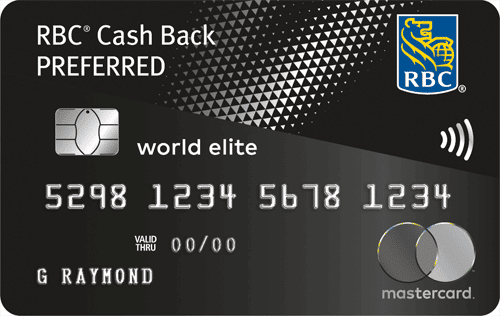 RBC® Cash Back
PREFERRED
RBC®
world elite
5298 1234 5678 1234
VALID
THRU 00/00
G RAYMOND
mastercard.